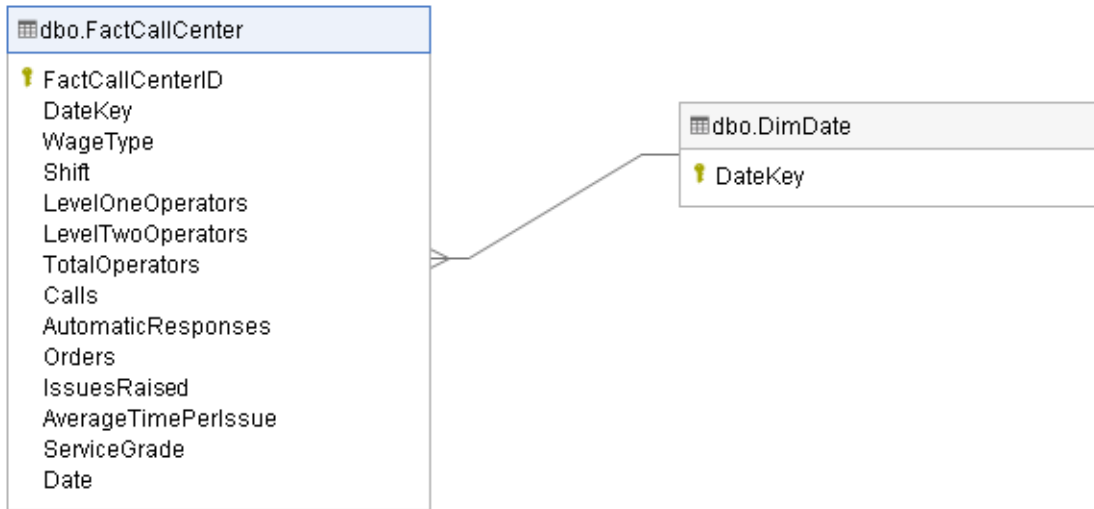 dbo.FactCallCenter
FactCallCenterID
DateKey
WageType
Shift
LevelOneOperators
LevelTwoOperators
TotalOperators
Calls
AutomaticResponses
Orders
IssuesRaised
AverageTimePerIssue
ServiceGrade
Date
dbo.DimDate
DateKey